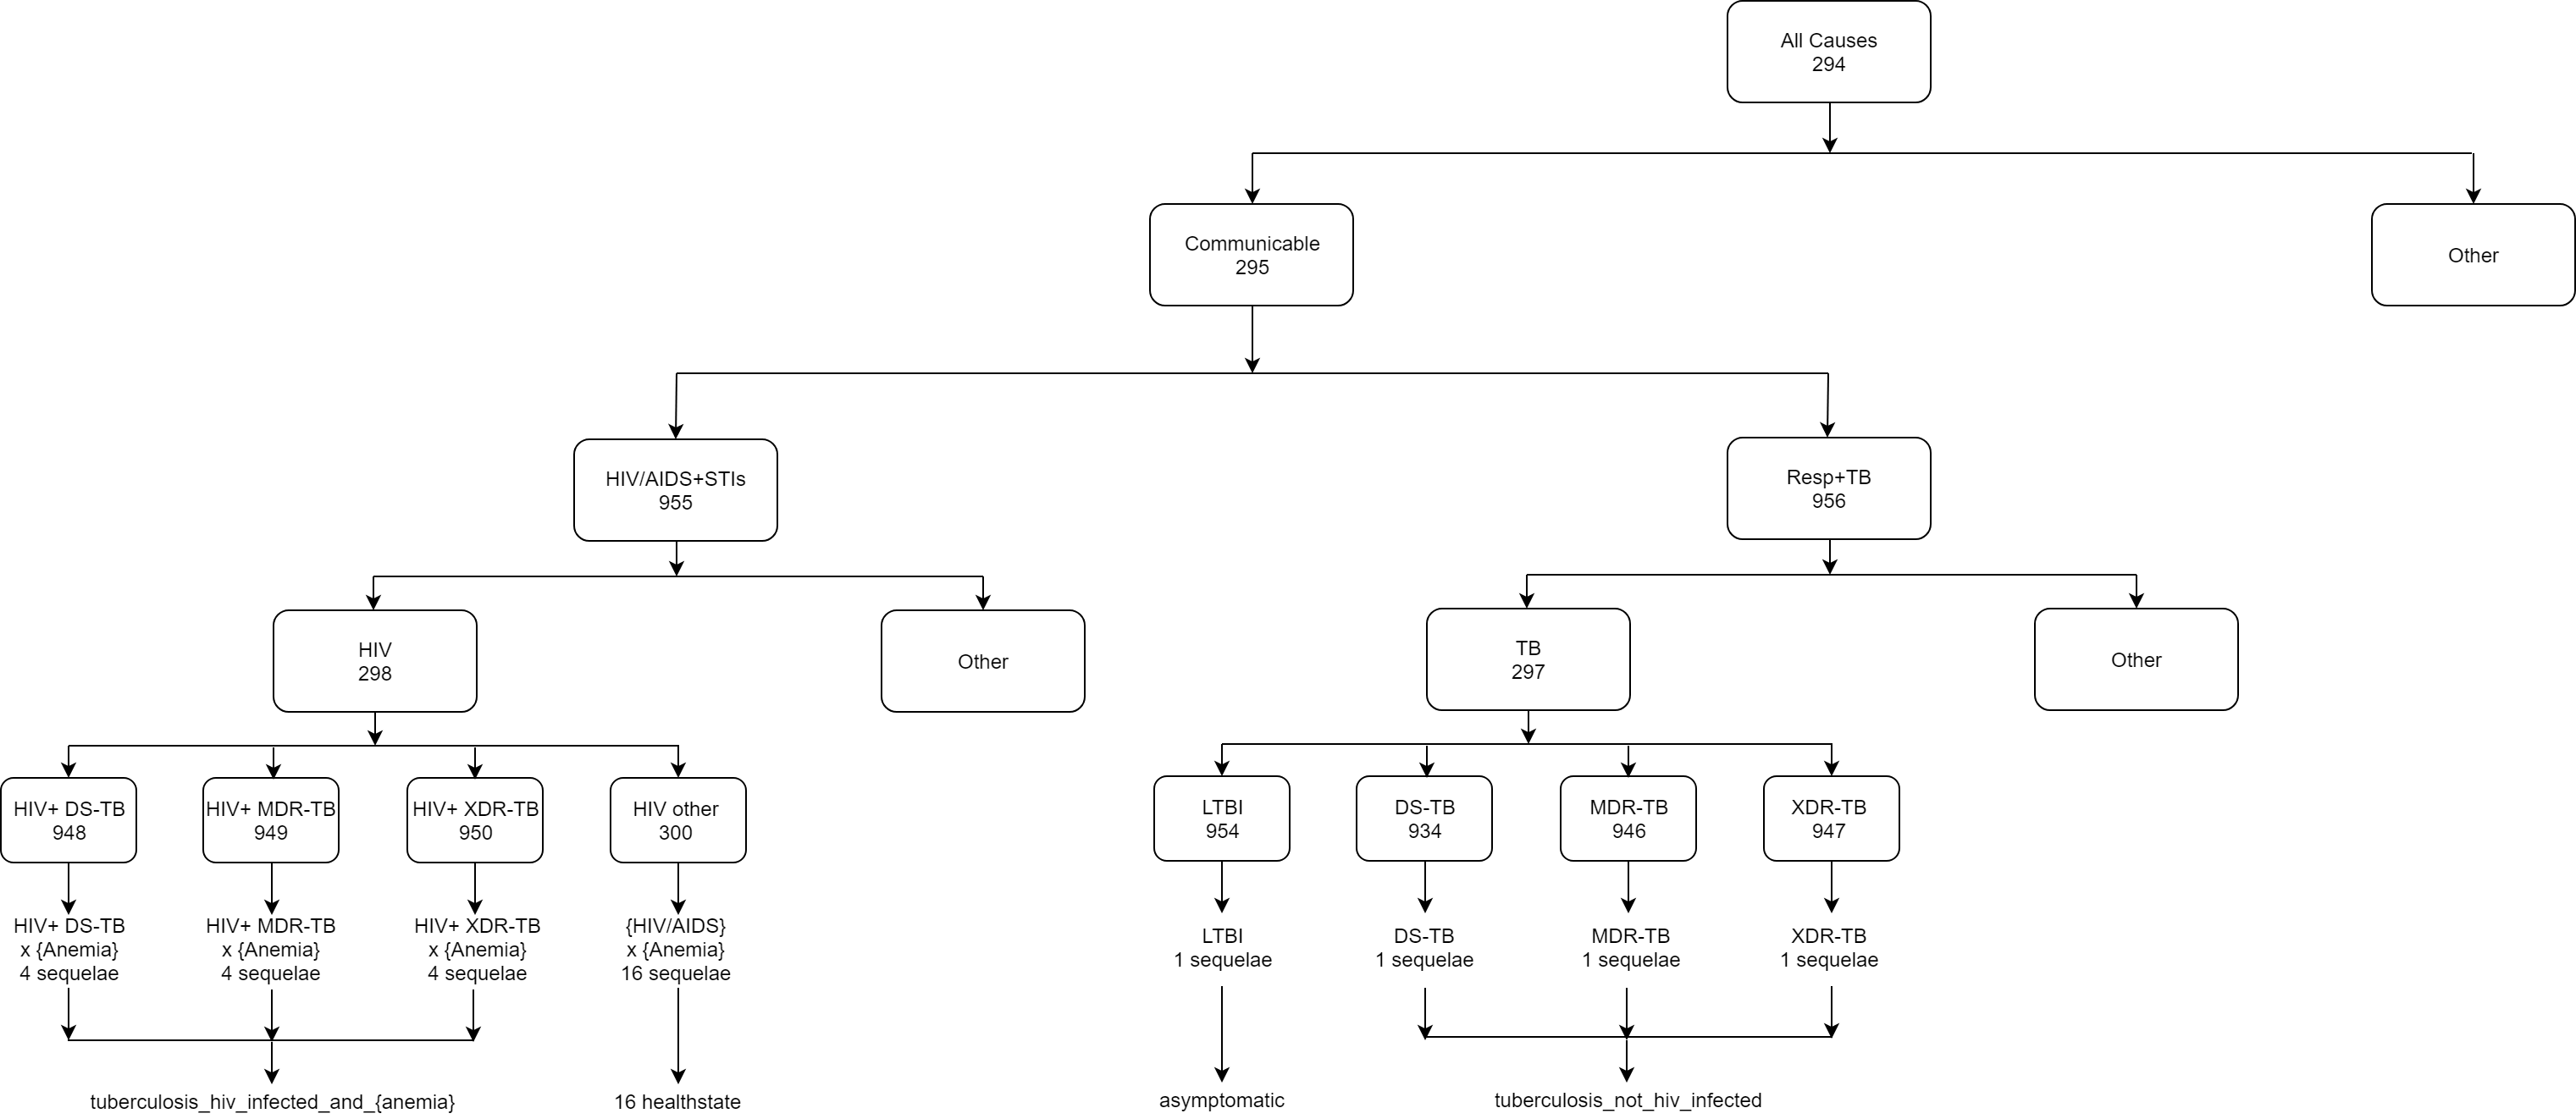 All Causes
294
Communicable
295
Other
HIV/AIDS+STIs
955
Resp+TB
956
HIV
298
Other
TB
297
Other
HIV+ DS-TB
948
HIV+ MDR-TB
949
HIV+ XDR-TB
950
HIV other
300
LTBI
954
DS-TB
934
MDR-TB
946
XDR-TB
947
HIV+ DS-TB
x {Anemia}
4 sequelae
HIV+ MDR-TB
x {Anemia}
4 sequelae
HIV+ XDR-TB
x {Anemia}
4 sequelae
{HIV/AIDS}
x {Anemia}
16 sequelae
LTBI
1 sequelae
DS-TB
1 sequelae
MDR-TB
1 sequelae
XDR-TB
1 sequelae
tuberculosis_hiv_infected_and_{anemia}
16 healthstate
asymptomatic
tuberculosis_not_hiv_infected